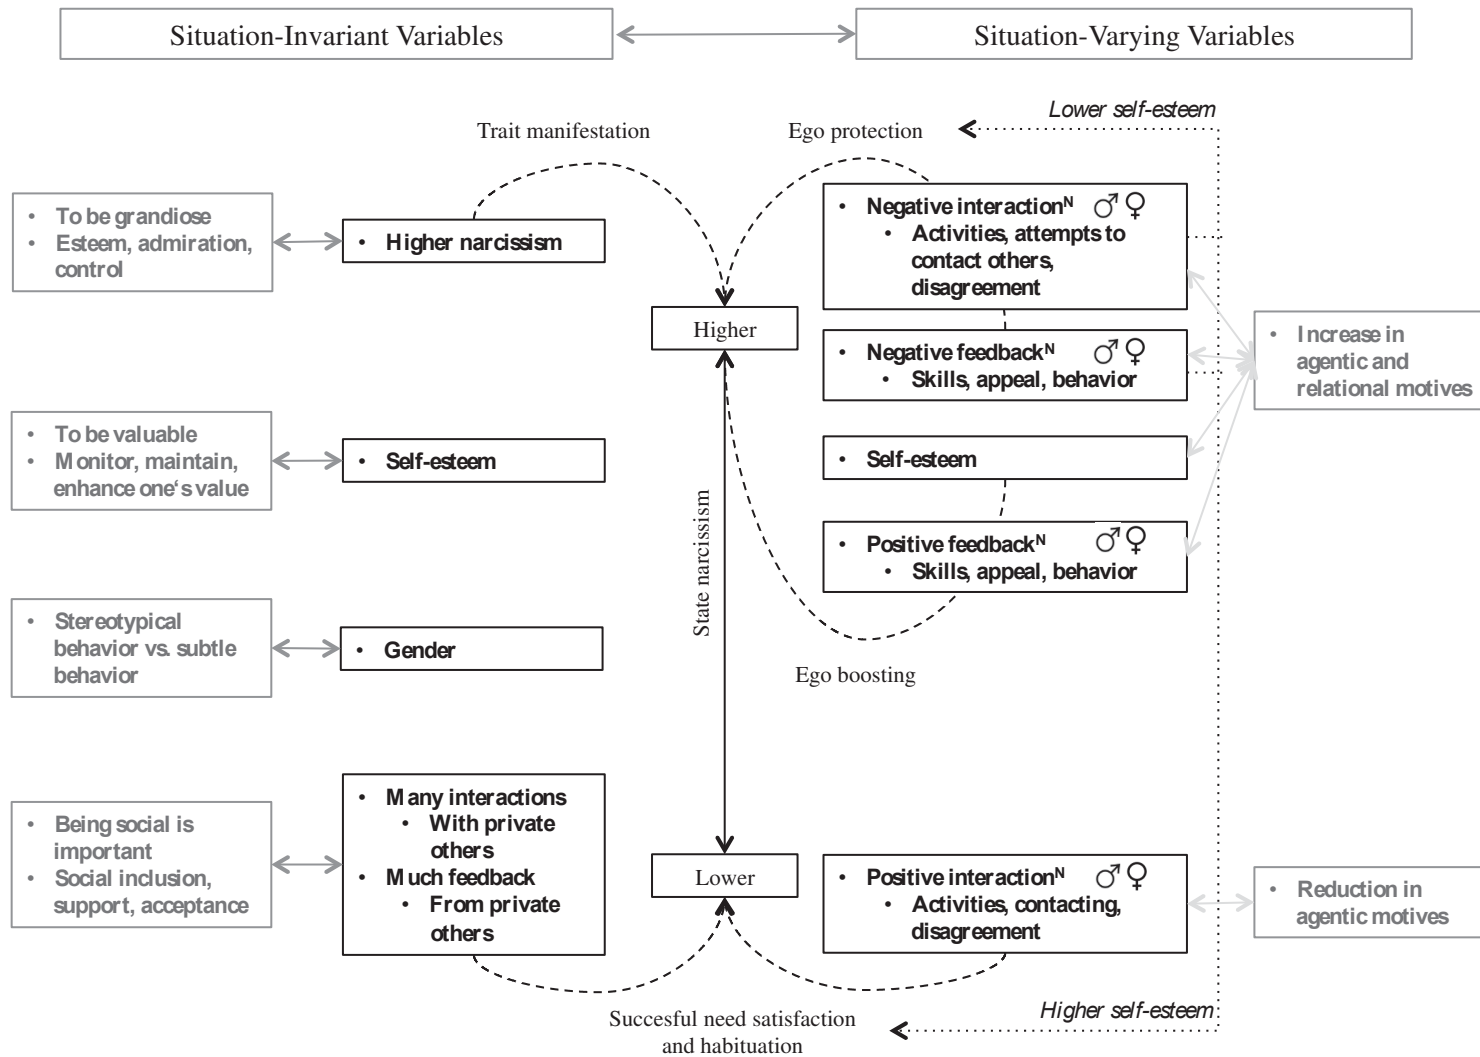 Situation-Invariant Variables
Situation-Varying Variables
Trait manifestation
Ego protection
Lower self-esteem
• To be grandiose
• Esteem, admiration,
control
• Higher narcissism
• Negative interactionᴺ ♂♀
• Activities, attempts to
contact others,
disagreement
Higher
• Negative feedbackᴺ ♂♀
• Skills, appeal, behavior
• Increase in
agentic and
relational motives
• To be valuable
• Monitor, maintain,
enhance one‘s value
• Self-esteem
• Self-esteem
• Positive feedbackᴺ ♂♀
• Skills, appeal, behavior
State narcissism
• Stereotypical
behavior vs. subtle
behavior
• Gender
Ego boosting
• Being social is
important
• Social inclusion,
support, acceptance
• Many interactions
• With private
others
• Much feedback
• From private
others
Lower
• Positive interactionᴺ ♂♀
• Activities, contacting,
disagreement
• Reduction in
agentic motives
Succesful need satisfaction
and habituation
Higher self-esteem